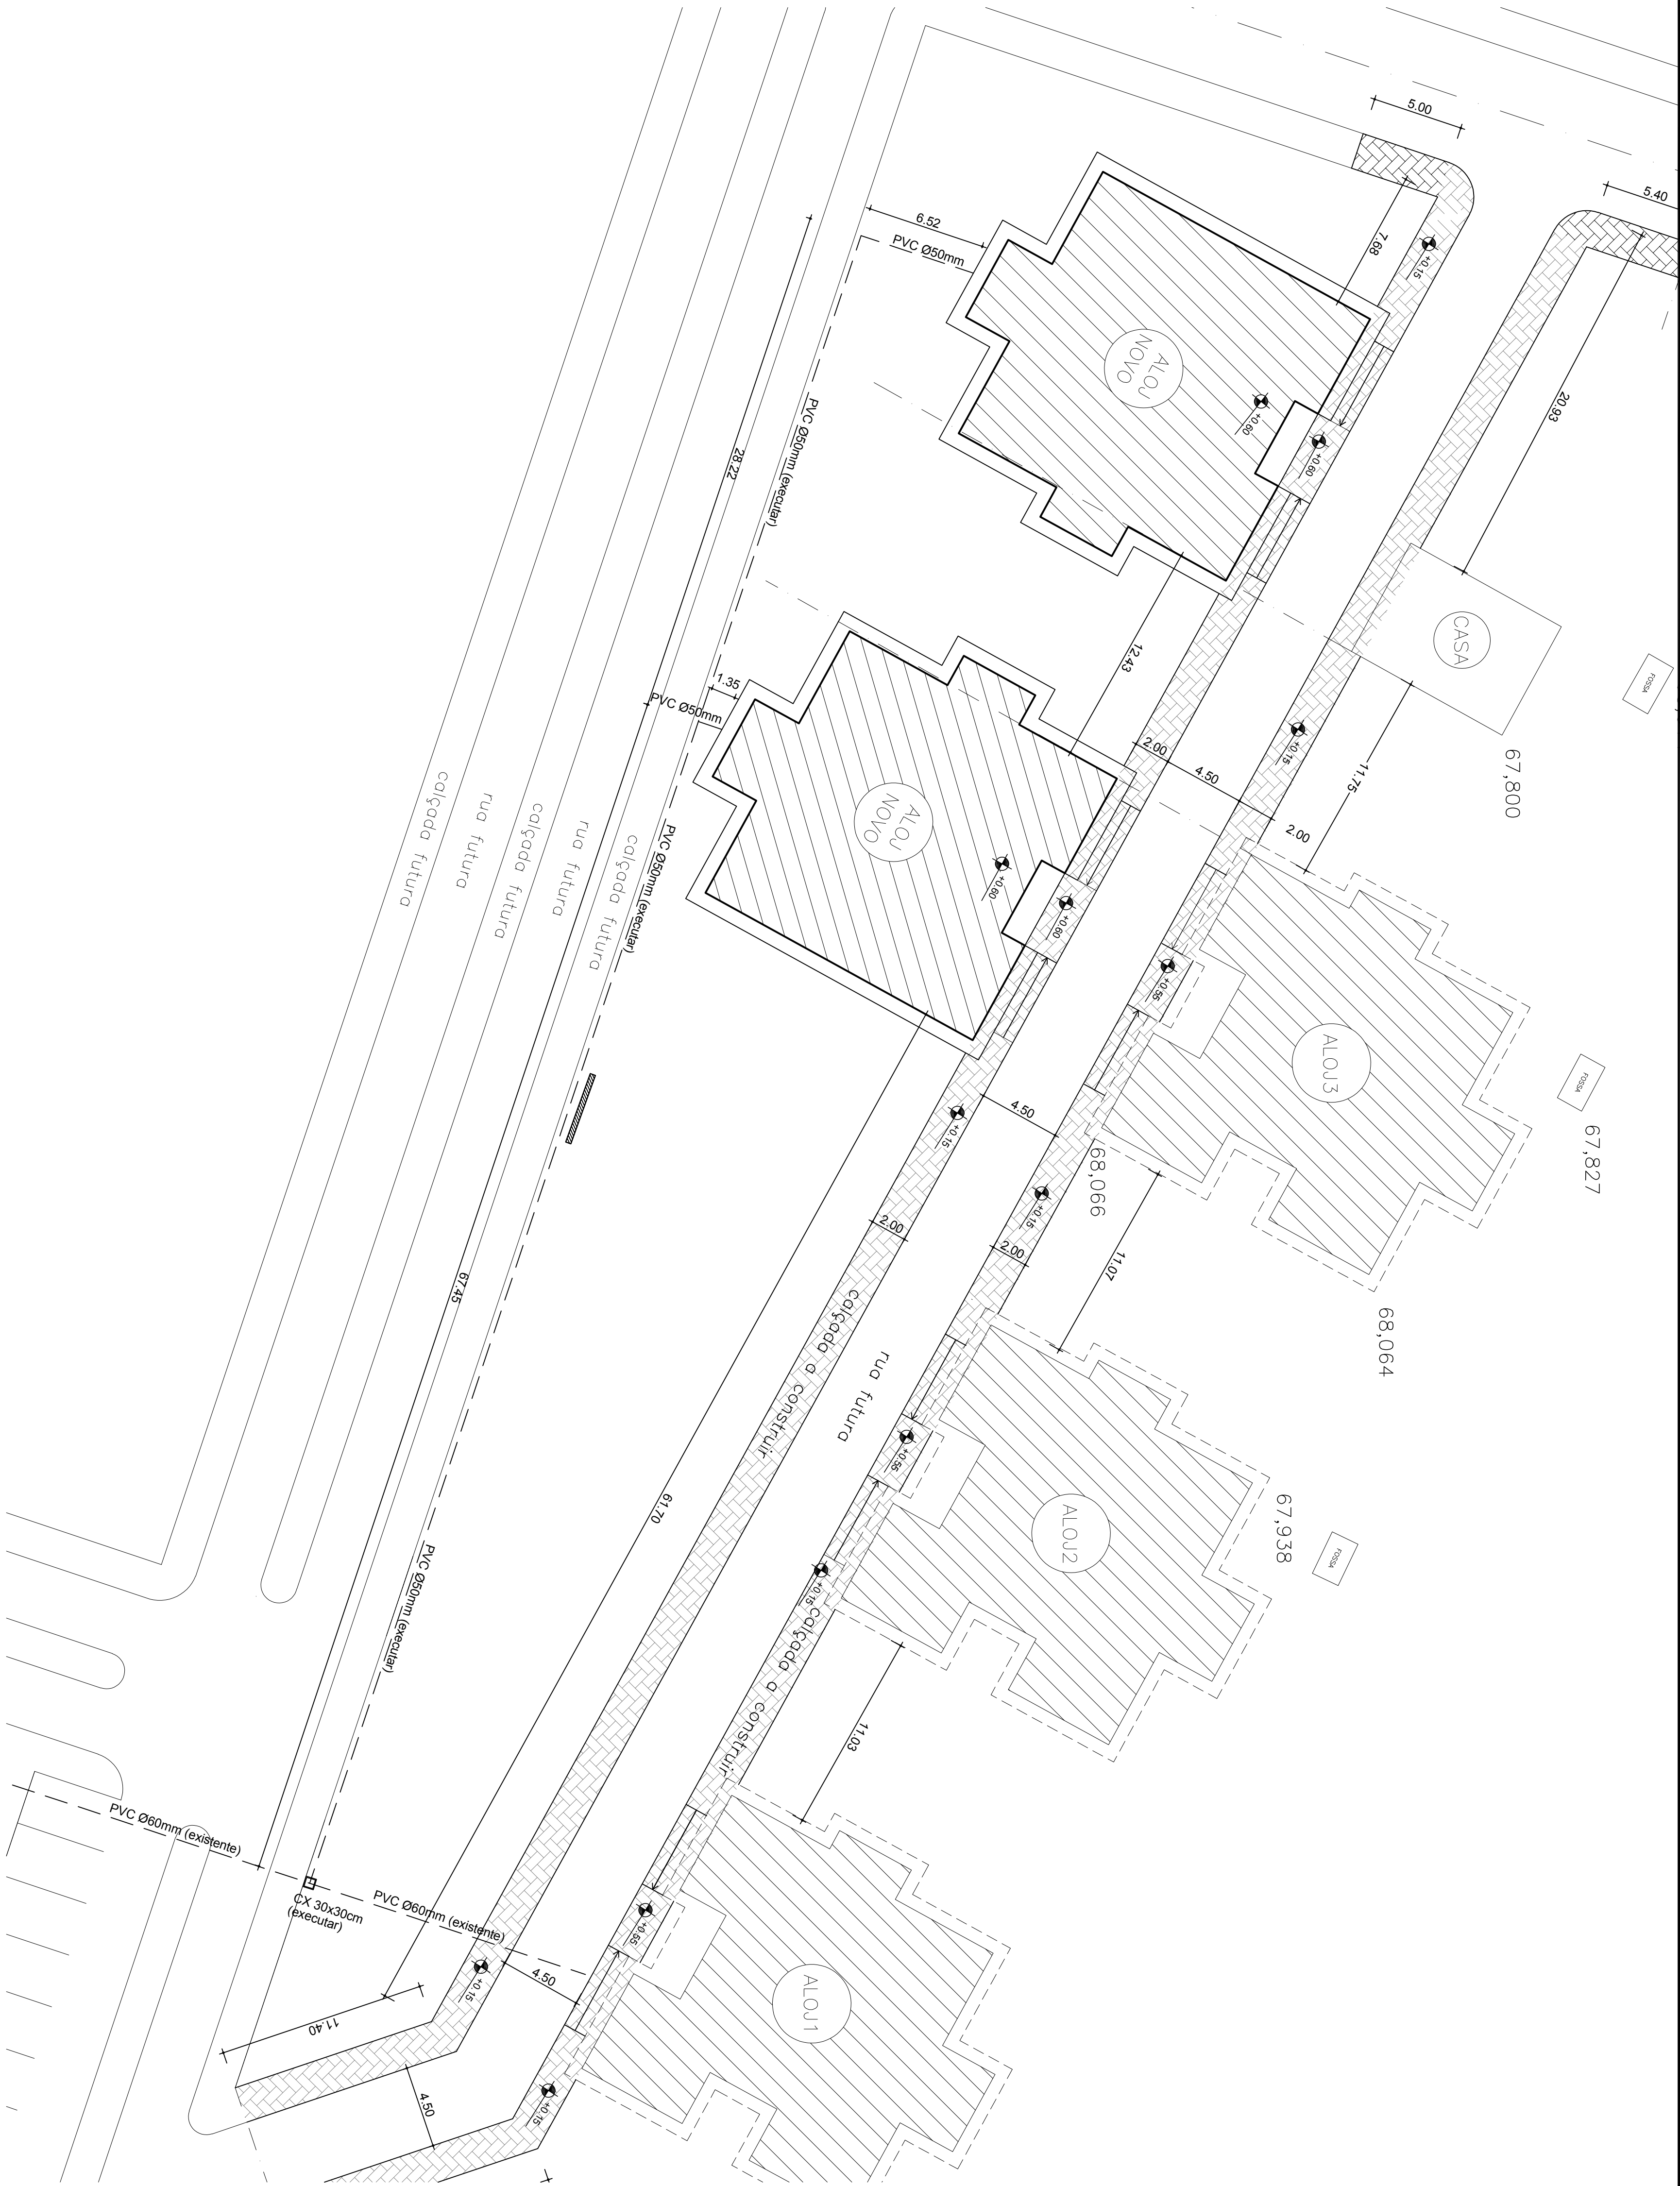 5.00
5.40
6.52
PVC Ø50mm
7.68
+0.15
20.93
ALOJ
NOVO
+0.60
+0.60
PVC Ø50mm (executar)
28.22
CASA
FOSSA
12.43
1.35
PVC Ø50mm
2.00
4.50
+0.15
11.75
67,800
2.00
calçada futura
rua futura
calçada futura
rua futura
calçada futura
PVC Ø50mm (executar)
ALOJ
NOVO
+0.60
+0.60
+0.55
ALOJ3
FOSSA
67,827
4.50
+0.15
68,066
+0.15
2.00
2.00
11.07
67.45
calçada a construir
rua futura
68,064
+0.55
ALOJ2
67,938
FOSSA
61.70
PVC Ø50mm (executar)
+0.15
calçada a construir
11.03
PVC Ø60mm (existente)
CX 30x30cm
(executar)
PVC Ø60mm (existente)
+0.55
+0.15
4.50
ALOJ1
11.40
4.50
+0.15